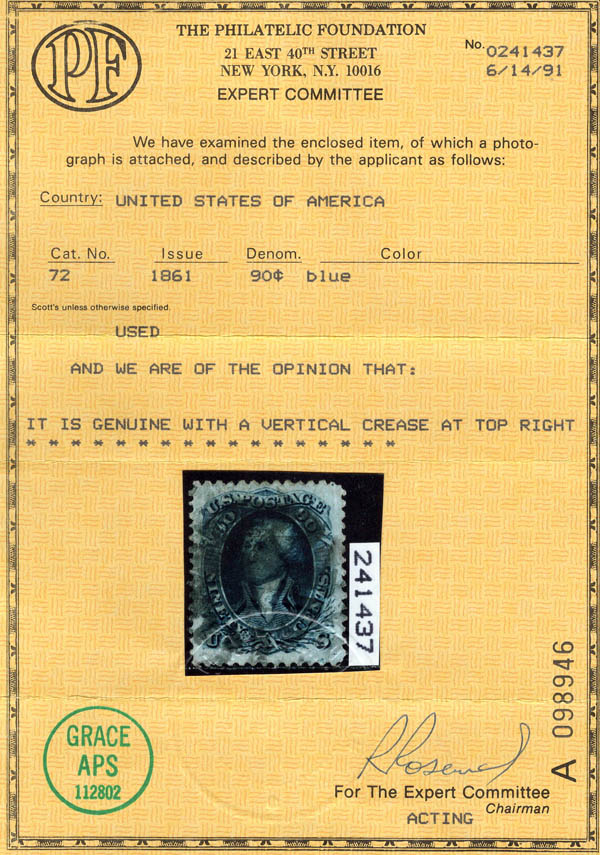 PF
THE PHILATELIC FOUNDATION
21 EAST 40TH STREET
NEW YORK, N.Y. 10016
EXPERT COMMITTEE
No. 0241437
6/14/91
We have examined the enclosed item, of which a photo-
graph is attached, and described by the applicant as follows:
Country: UNITED STATES OF AMERICA
Cat. No. Issue Denom. Color
72 1861 90¢ blue
Scott's unless otherwise specified.
USED
AND WE ARE OF THE OPINION THAT:
IT IS GENUINE WITH A VERTICAL CREASE AT TOP RIGHT
* * * * * * * * * * * * * * * * *
U.S. POSTAGE
90 90
NINETY CENTS
U S
241437
A 098946
GRACE
APS
112802
For The Expert Committee
Chairman
ACTING